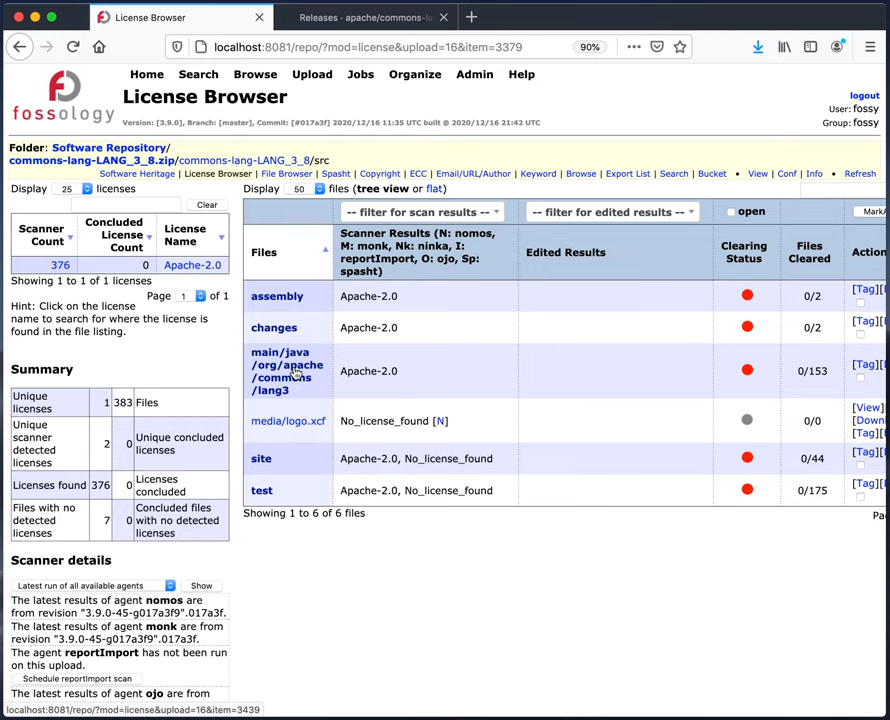 License Browser
Releases · apache/commons-la
localhost:8081/repo/?mod=license&upload=16&item=3379
90%
Home Search Browse Upload Jobs Organize Admin Help
License Browser
fossology
Version: [3.9.0], Branch: [master], Commit: [#017a3f] 2020/12/16 11:35 UTC built @ 2020/12/16 21:42 UTC
logout
User: fossy
Group: fossy
Folder: Software Repository/
commons-lang-LANG_3_8.zip/commons-lang-LANG_3_8/src
Software Heritage | License Browser | File Browser | Spasht | Copyright | ECC | Email/URL/Author | Keyword | Browse | Export List | Search | Bucket • View | Conf | Info • Refresh
Display 25 licenses
Clear
Scanner Count
Concluded License Count
License Name
376 0 Apache-2.0
Showing 1 to 1 of 1 licenses
Page 1 of 1
Hint: Click on the license
name to search for where the license is
found in the file listing.
Summary
Unique licenses 1 383 Files
Unique scanner detected licenses 2 0 Unique concluded licenses
Licenses found 376 0 Licenses concluded
Files with no detected licenses 7 0 Concluded files with no detected licenses
Scanner details
Latest run of all available agents Show
The latest results of agent nomos are
from revision "3.9.0-45-g017a3f9".017a3f.
The latest results of agent monk are from
revision "3.9.0-45-g017a3f9".017a3f.
The agent reportImport has not been run
on this upload.
Schedule reportImport scan
The latest results of agent ojo are from
Display 50 files (tree view or flat)
-- filter for scan results --
-- filter for edited results --
open
MarkA
Files
Scanner Results (N: nomos,
M: monk, Nk: ninka, I:
reportImport, O: ojo, Sp:
spasht)
Edited Results
Clearing Status
Files Cleared
Action
assembly Apache-2.0 0/2 [Tag]
changes Apache-2.0 0/2 [Tag]
main/java
/org/apache
/commons
/lang3
Apache-2.0 0/153 [Tag]
media/logo.xcf No_license_found [N] 0/0 [View]
[Down
[Tag]
site Apache-2.0, No_license_found 0/44 [Tag]
test Apache-2.0, No_license_found 0/175 [Tag]
Showing 1 to 6 of 6 files
Pa
localhost:8081/repo/?mod=license&upload=16&item=3439